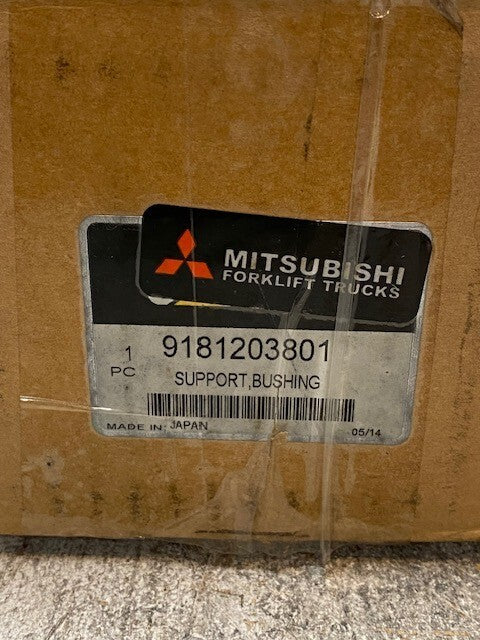 MITSUBISHI
FORKLIFT TRUCKS
1 PC
9181203801
SUPPORT,BUSHING
MADE IN: JAPAN
05/14